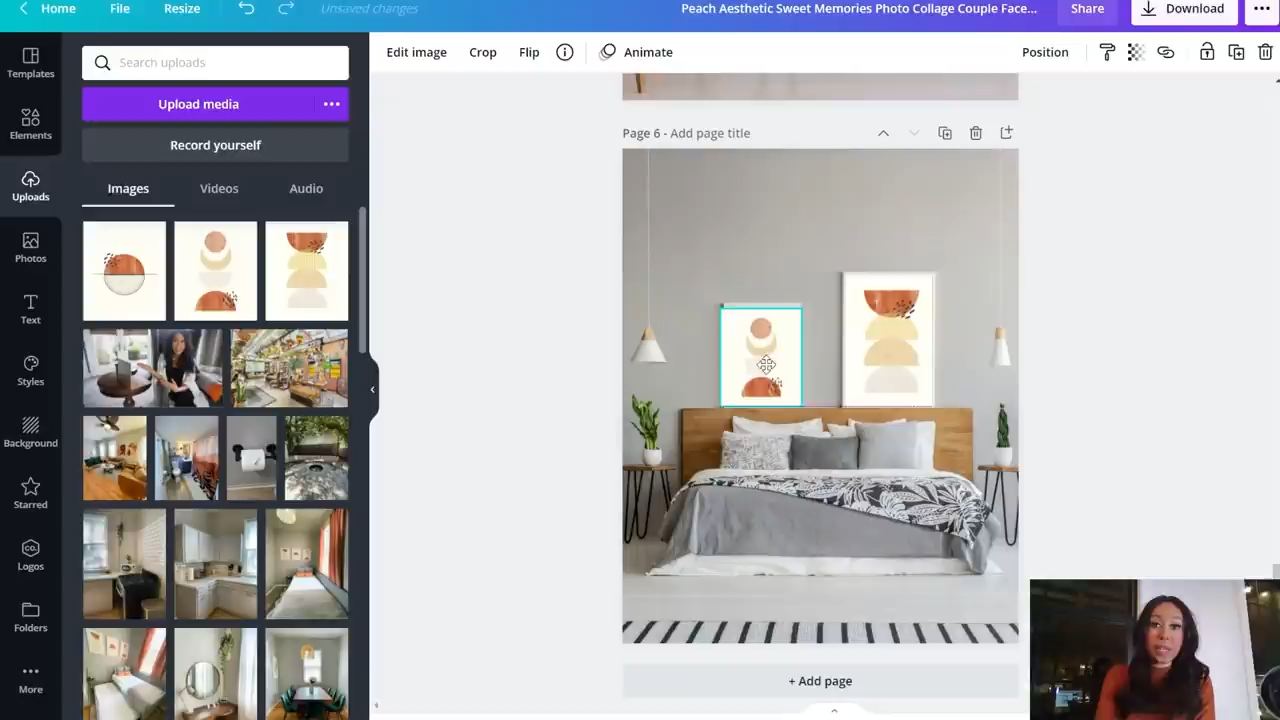 Home File Resize Unsaved changes Peach Aesthetic Sweet Memories Photo Collage Couple Face... Share Download
Templates
Elements
Uploads
Photos
Text
Styles
Background
Starred
Logos
Folders
More
Search uploads
Upload media
Record yourself
Images Videos Audio
Edit image Crop Flip Animate Position
Page 6 - Add page title
+ Add page